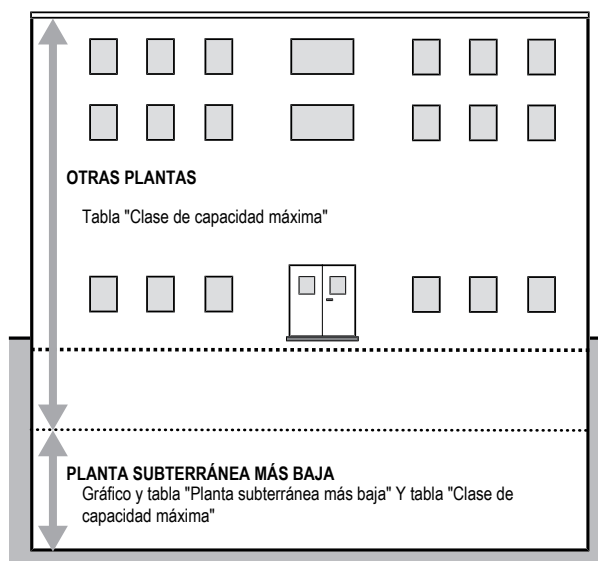 OTRAS PLANTAS
Tabla "Clase de capacidad máxima"
PLANTA SUBTERRÁNEA MÁS BAJA
Gráfico y tabla "Planta subterránea más baja" Y tabla "Clase de
capacidad máxima"